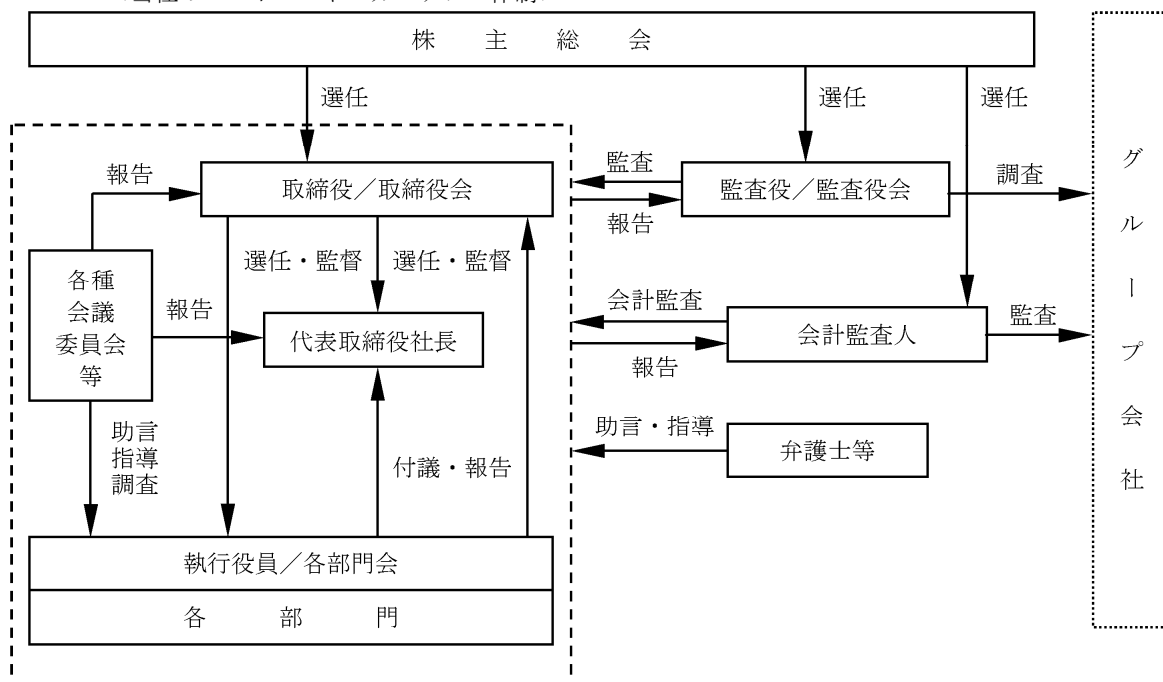 株主総会
選任
選任
選任
報告
取締役／取締役会
監査
報告
監査役／監査役会
調査
グループ会社
選任・監督
選任・監督
各種
会議
委員会
等
報告
代表取締役社長
会計監査
報告
会計監査人
監査
助言
指導
調査
付議・報告
助言・指導
弁護士等
執行役員／各部門会
各部門